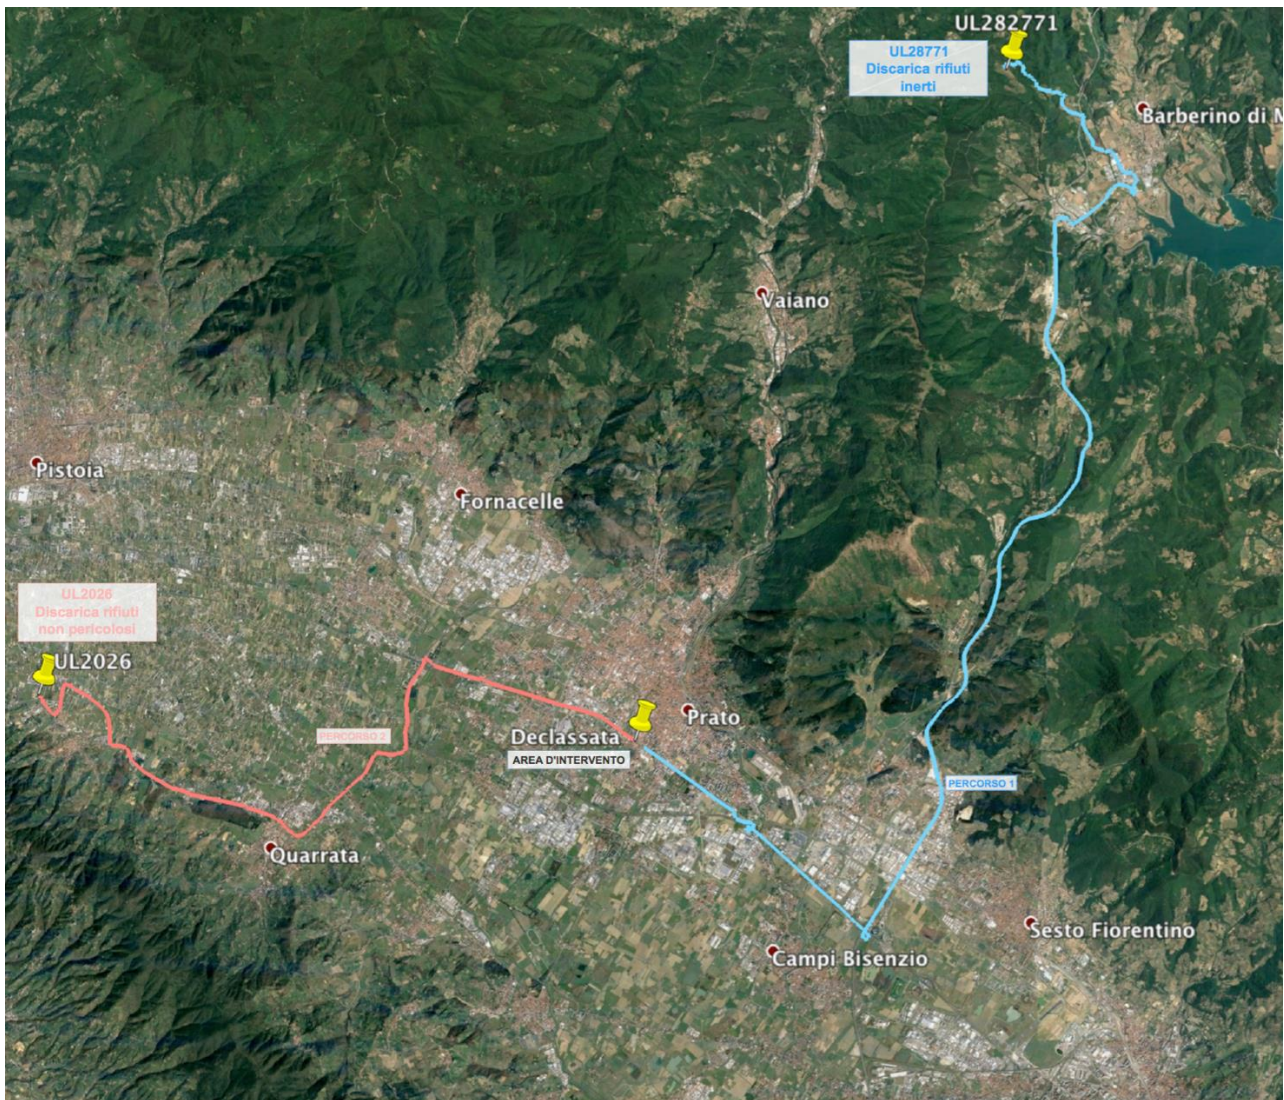 UL282771
UL28771
Discarica rifiuti
inerti
Barberino di M
Vaiano
Pistoia
Fornacelle
UL2026
Discarica rifiuti
non pericolosi
UL2026
Prato
Declassata
PERCORSO 2
AREA D'INTERVENTO
PERCORSO 1
Quarrata
Sesto Fiorentino
Campi Bisenzio